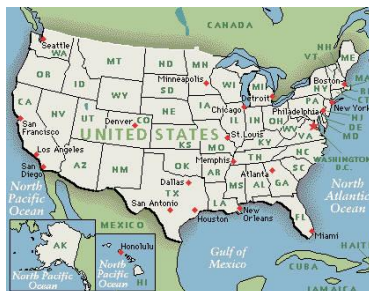 CANADA
Seattle
WA
MT
ND
MN
ME
VT
NH
OR
ID
WY
SD
WI
MI
NY
Boston
Minneapolis
Detroit
New York
Chicago
PA
Philadelphia
NV
UT
CO
NE
IA
IL
IN
OH
NJ
DE
MD
CA
San
Francisco
Denver
UNITED STATES
St. Louis
KS
MO
KY
WV
VA
WASHINGTON
D.C.
Los Angeles
San
Diego
AZ
NM
OK
AR
Memphis
TN
NC
SC
Atlanta
MS
AL
GA
Dallas
TX
LA
San Antonio
Houston
New
Orleans
FL
Miami
North
Pacific
Ocean
North
Atlantic
Ocean
MEXICO
Gulf of
Mexico
CUBA
HAITI
JAMAICA
AK
North Pacific
Ocean
Honolulu
North
Pacific
Ocean
HI